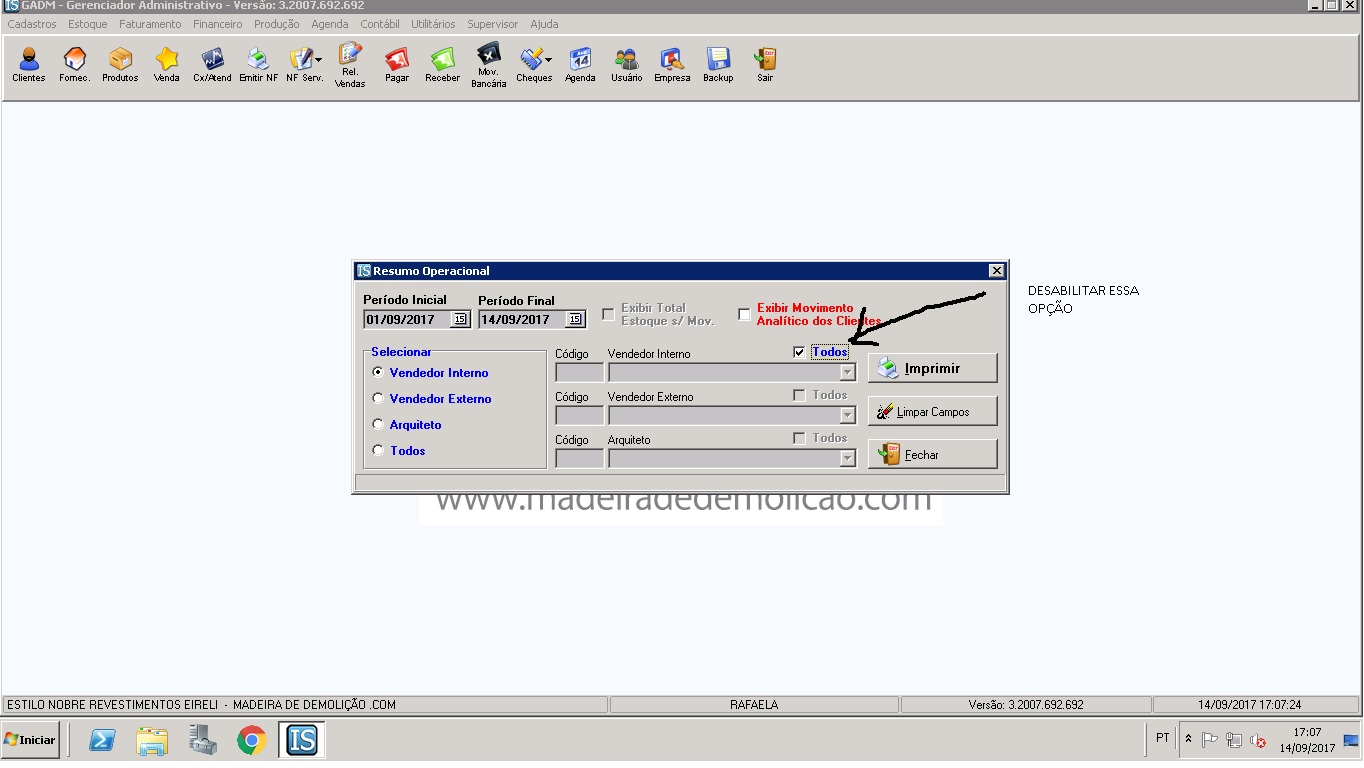 GADM - Gerenciador Administrativo - Versão: 3.2007.692.692
Cadastros Estoque Faturamento Financeiro Produção Agenda Contábil Utilitários Supervisor Ajuda
Clientes Fornec. Produtos Venda Cx/Atend Emitir NF NF Serv. Rel. Vendas Pagar Receber Mov. Bancária Cheques Agenda Usuário Empresa Backup Sair
IS Resumo Operacional
Período Inicial Período Final
01/09/2017 15 14/09/2017 15
Exibir Total
Estoque s/ Mov.
Exibir Movimento
Analítico dos Clientes
DESABILITAR ESSA
OPÇÃO
Selecionar
Vendedor Interno
Vendedor Externo
Arquiteto
Todos
Código Vendedor Interno Todos
Código Vendedor Externo Todos
Código Arquiteto Todos
Imprimir
Limpar Campos
Fechar
www.madeiradedemolicao.com
ESTILO NOBRE REVESTIMENTOS EIRELI - MADEIRA DE DEMOLIÇÃO .COM RAFAELA Versão: 3.2007.692.692 14/09/2017 17:07:24
Iniciar IS PT 17:07
14/09/2017